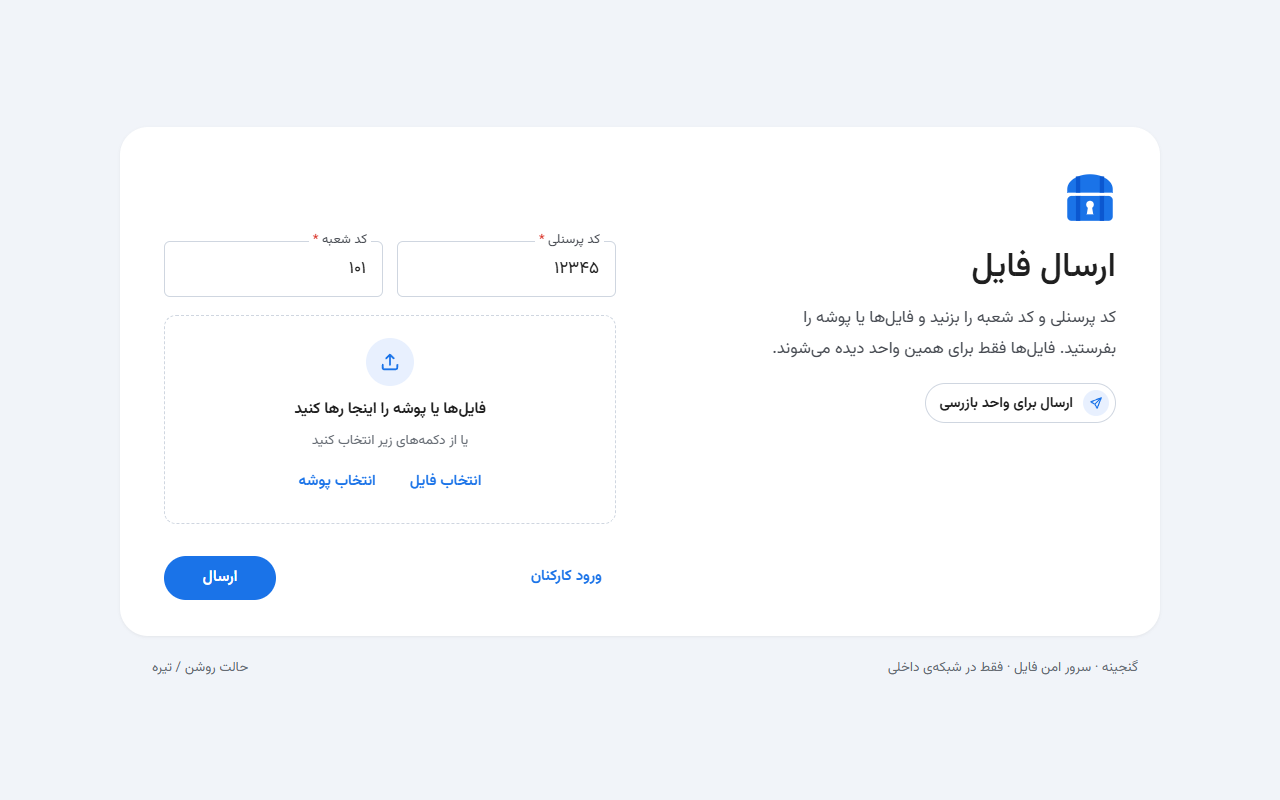 ارسال فایل
کد پرسنلی و کد شعبه را بزنید و فایل‌ها یا پوشه را
بفرستید. فایل‌ها فقط برای همین واحد دیده می‌شوند.
ارسال برای واحد بازرسی
کد پرسنلی *
۱۲۳۴۵
کد شعبه *
۱۰۱
فایل‌ها یا پوشه را اینجا رها کنید
یا از دکمه‌های زیر انتخاب کنید
انتخاب فایل
انتخاب پوشه
ورود کارکنان
ارسال
گنجینه · سرور امن فایل · فقط در شبکه‌ی داخلی
حالت روشن / تیره